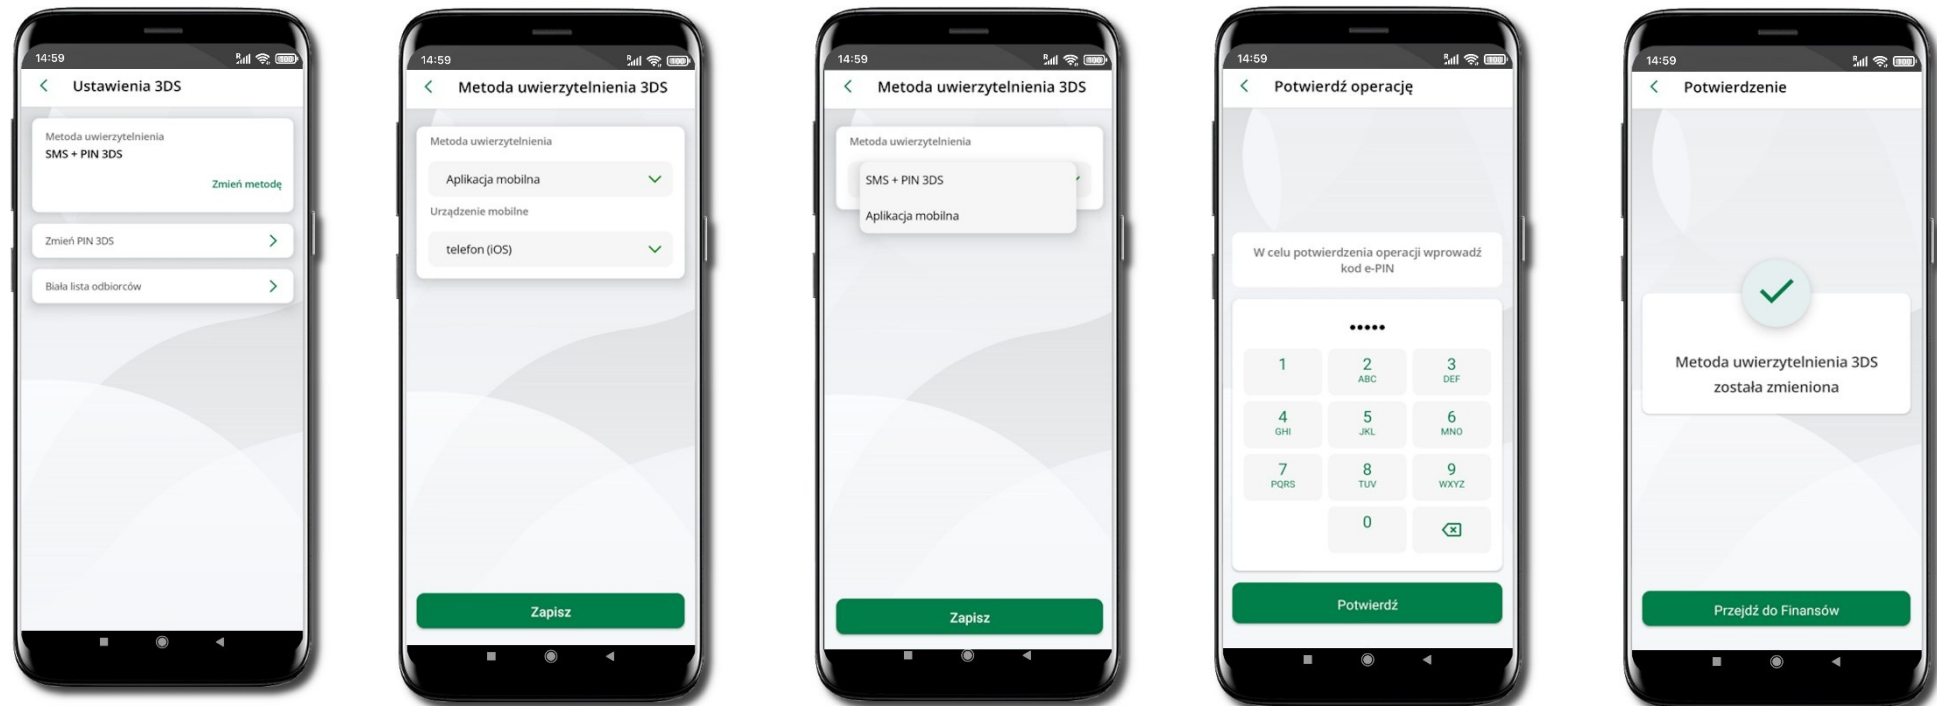 14:59
Ustawienia 3DS
Metoda uwierzytelnienia
SMS + PIN 3DS
Zmień metodę
Zmień PIN 3DS
Biała lista odbiorców
14:59
Metoda uwierzytelnienia 3DS
Metoda uwierzytelnienia
Aplikacja mobilna
Urządzenie mobilne
telefon (iOS)
Zapisz
14:59
Metoda uwierzytelnienia 3DS
Metoda uwierzytelnienia
SMS + PIN 3DS
Aplikacja mobilna
Zapisz
14:59
Potwierdź operację
W celu potwierdzenia operacji wprowadź
kod e-PIN
•••••
1 2 3
ABC DEF
4 5 6
GHI JKL MNO
7 8 9
PQRS TUV WXYZ
0
Potwierdź
14:59
Potwierdzenie
Metoda uwierzytelnienia 3DS
została zmieniona
Przejdź do Finansów